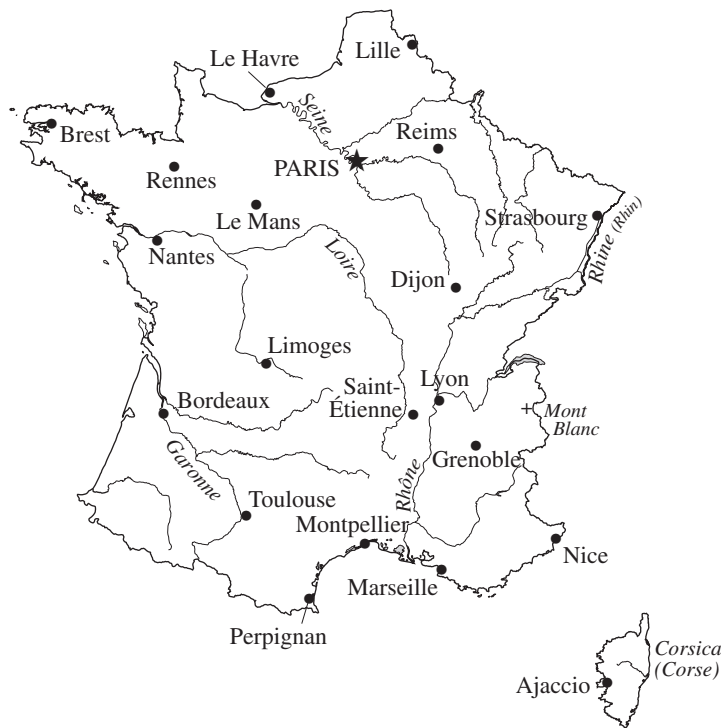 Lille
Le Havre
Seine
Brest
Reims
PARIS
Rennes
Le Mans
Strasbourg
Rhine (Rhin)
Nantes
Loire
Dijon
Limoges
Saint-
Étienne
Lyon
Bordeaux
Mont
Blanc
Garonne
Grenoble
Rhône
Toulouse
Montpellier
Nice
Marseille
Perpignan
Corsica
(Corse)
Ajaccio